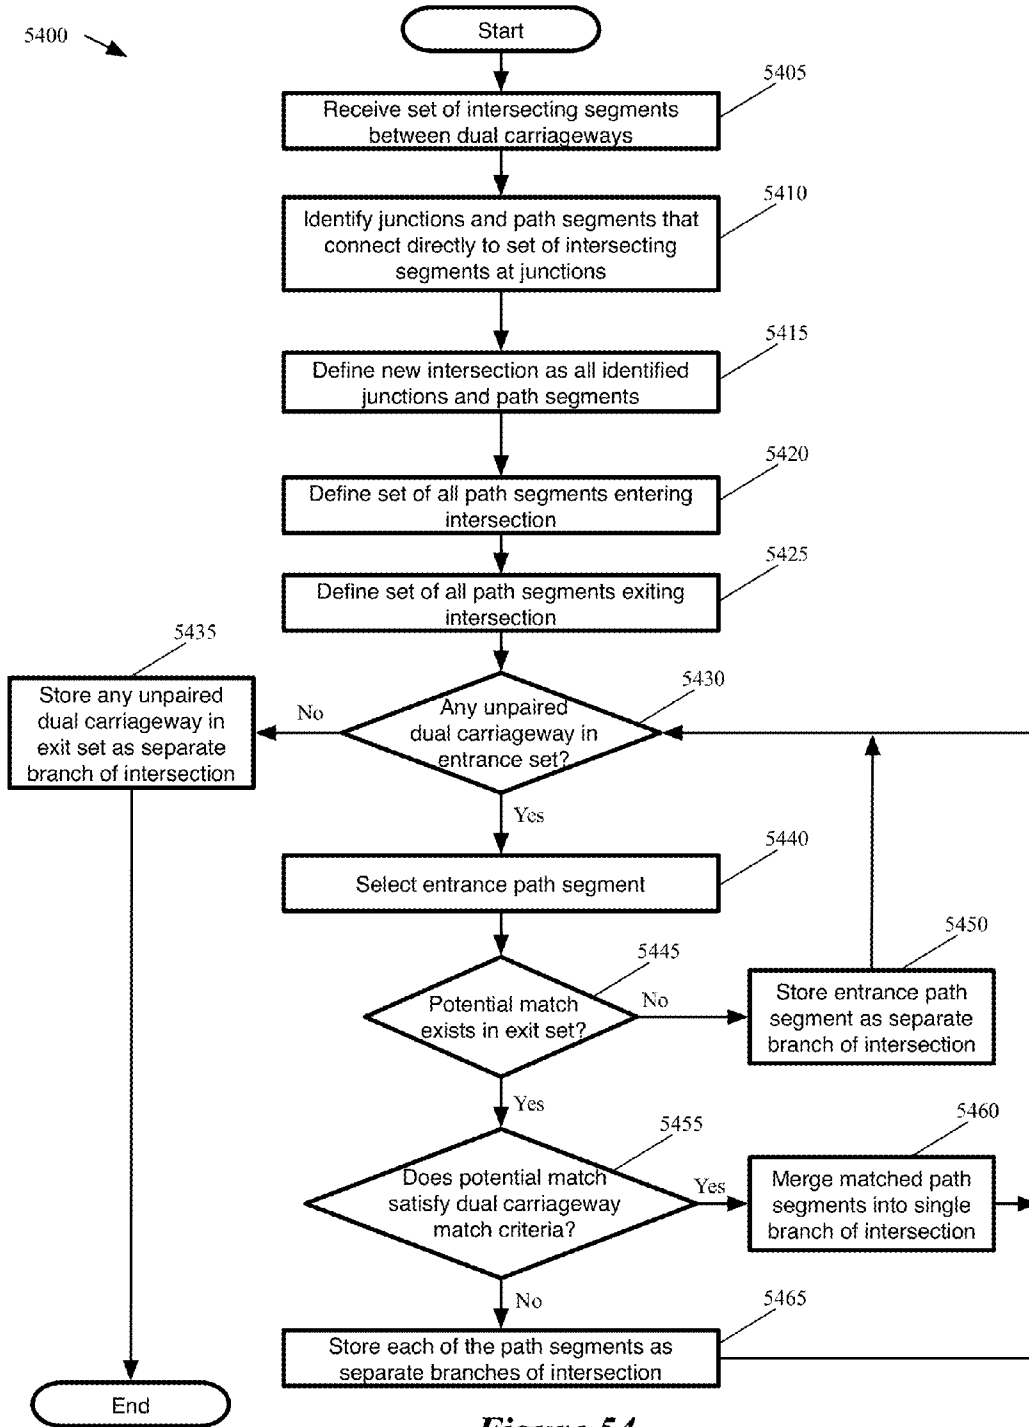 5400
Start
5405
Receive set of intersecting segments
between dual carriageways
5410
Identify junctions and path segments that
connect directly to set of intersecting
segments at junctions
5415
Define new intersection as all identified
junctions and path segments
5420
Define set of all path segments entering
intersection
5425
Define set of all path segments exiting
intersection
5435
Store any unpaired
dual carriageway in
exit set as separate
branch of intersection
No
5430
Any unpaired
dual carriageway in
entrance set?
Yes
5440
Select entrance path segment
5445
Potential match
exists in exit set?
No
5450
Store entrance path
segment as separate
branch of intersection
Yes
5455
Does potential match
satisfy dual carriageway
match criteria?
Yes
5460
Merge matched path
segments into single
branch of intersection
No
5465
Store each of the path segments as
separate branches of intersection
End
Figure 54